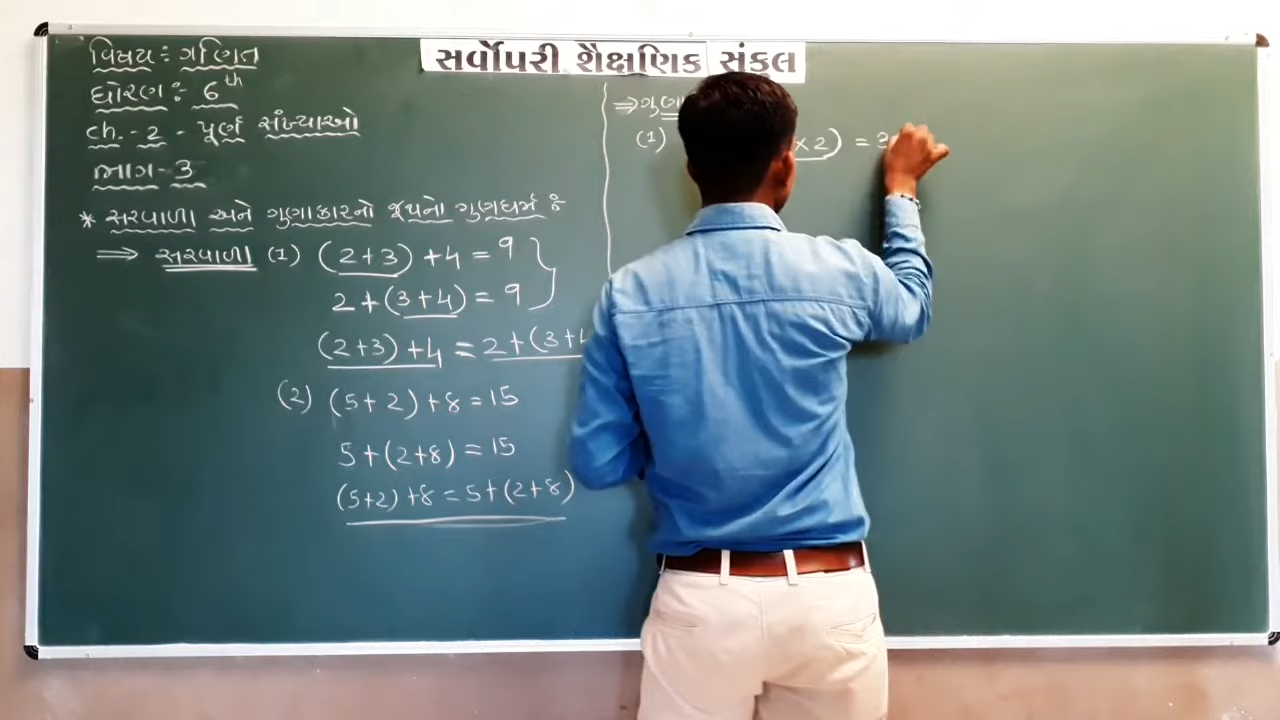 સર્વોપરી શૈક્ષણિક સંકૂલ
વિષય : ગણિત
ધોરણ : 6th
ch. - 2 - પૂર્ણ સંખ્યાઓ
ભાગ - 3
* સરવાળા અને ગુણાકારનો જૂથનો ગુણધર્મ :
⇒ સરવાળા (1) (2+3) + 4 = 9
2 + (3+4) = 9
(2+3) + 4 = 2 + (3+4
(2) (5+2) + 8 = 15
5 + (2+8) = 15
(5+2) + 8 = 5 + (2+8)
⇒ ગુણા
(1) × 2) = 3